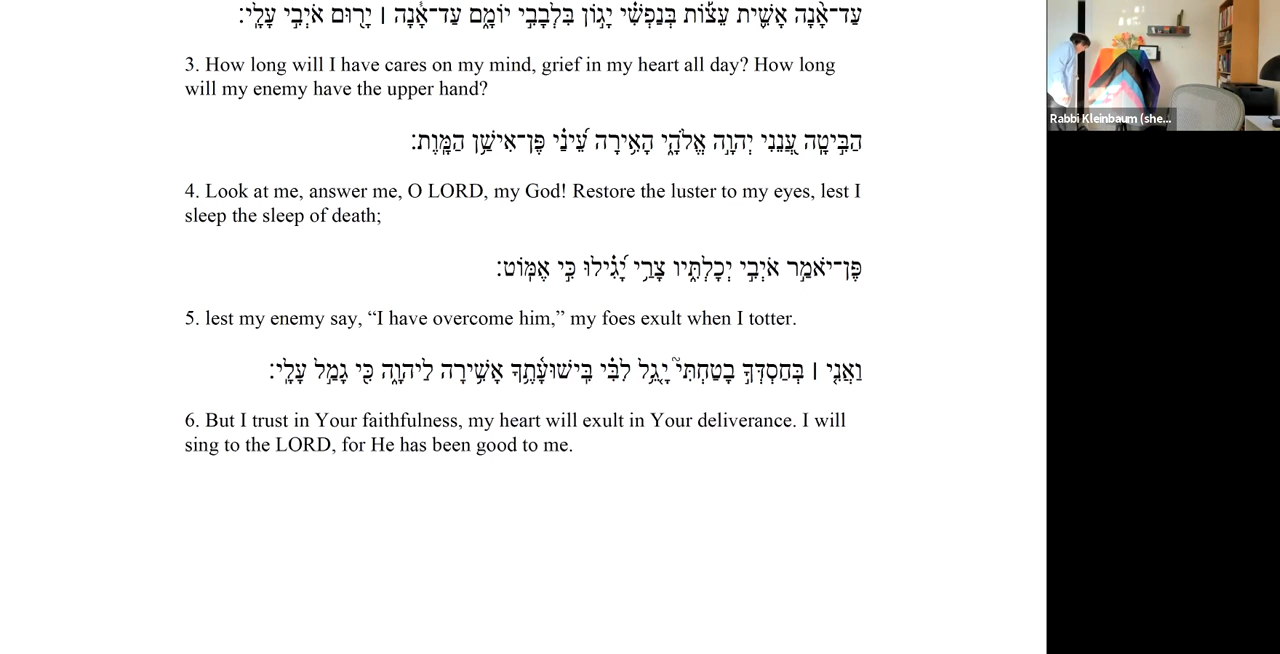 עַד־אָ֨נָה אָשִׁ֪ית עֵצ֡וֹת בְּנַפְשִׁ֗י יָג֣וֹן בִּלְבָבִ֣י יוֹמָ֑ם עַד־אָ֓נָה ׀ יָר֖וּם אֹיְבִ֣י עָלָֽי׃
3. How long will I have cares on my mind, grief in my heart all day? How long
will my enemy have the upper hand?
הַבִּ֣יטָֽה עֲ֭נֵנִי יְהוָ֣ה אֱלֹהָ֑י הָאִ֥ירָה עֵ֝ינַ֗י פֶּן־אִישַׁ֥ן הַמָּֽוֶת׃
4. Look at me, answer me, O LORD, my God! Restore the luster to my eyes, lest I
sleep the sleep of death;
פֶּן־יֹאמַ֣ר אֹיְבִ֣י יְכָלְתִּ֑יו צָרַ֥י יָ֝גִ֗ילוּ כִּ֣י אֶמּֽוֹט׃
5. lest my enemy say, “I have overcome him,” my foes exult when I totter.
וַאֲנִ֤י ׀ בְּחַסְדְּךָ֣ בָטַחְתִּי֮ יָ֤גֵ֥ל לִבִּ֗י בִּֽישׁוּעָ֫תֶ֥ךָ אָשִׁ֥ירָה לַיהוָ֑ה כִּ֖י גָמַ֣ל עָלָֽי׃
6. But I trust in Your faithfulness, my heart will exult in Your deliverance. I will
sing to the LORD, for He has been good to me.
Rabbi Kleinbaum (she...